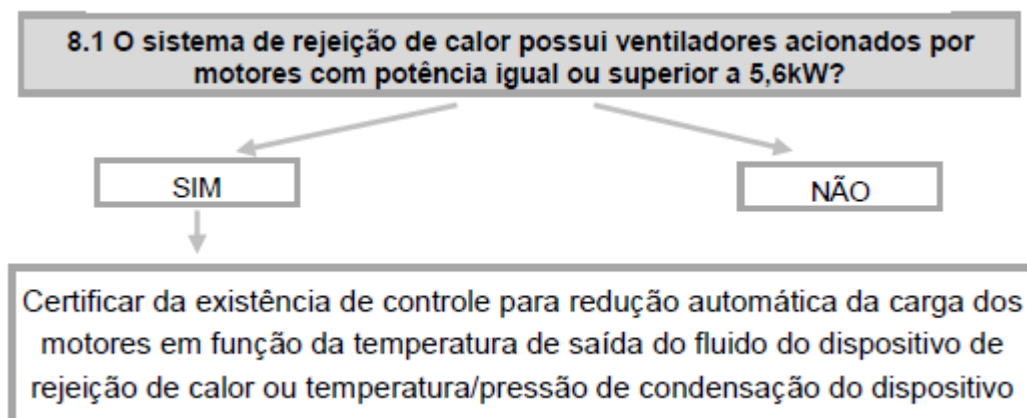 8.1 O sistema de rejeição de calor possui ventiladores acionados por
motores com potência igual ou superior a 5,6kW?
SIM
NÃO
Certificar da existência de controle para redução automática da carga dos
motores em função da temperatura de saída do fluido do dispositivo de
rejeição de calor ou temperatura/pressão de condensação do dispositivo